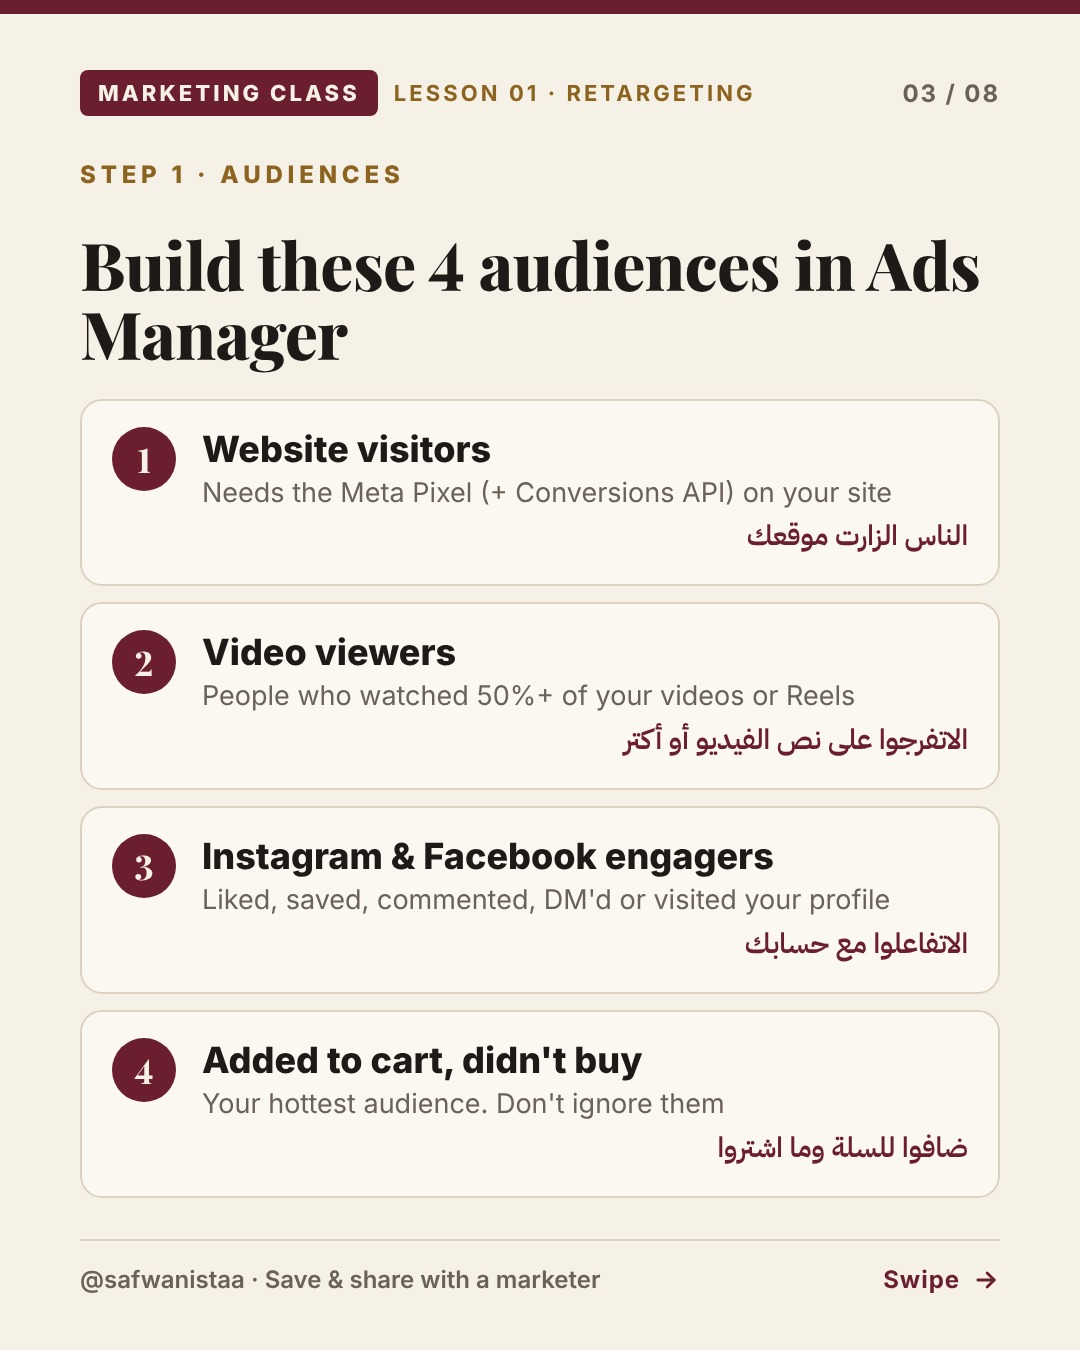 MARKETING CLASS LESSON 01 · RETARGETING 03 / 08
STEP 1 · AUDIENCES
Build these 4 audiences in Ads
Manager
1 Website visitors
Needs the Meta Pixel (+ Conversions API) on your site
الناس الزارت موقعك
2 Video viewers
People who watched 50%+ of your videos or Reels
الاتفرجوا على نص الفيديو أو أكتر
3 Instagram & Facebook engagers
Liked, saved, commented, DM'd or visited your profile
الاتفاعلوا مع حسابك
4 Added to cart, didn't buy
Your hottest audience. Don't ignore them
ضافوا للسلة وما اشتروا
@safwanistaa · Save & share with a marketer Swipe →